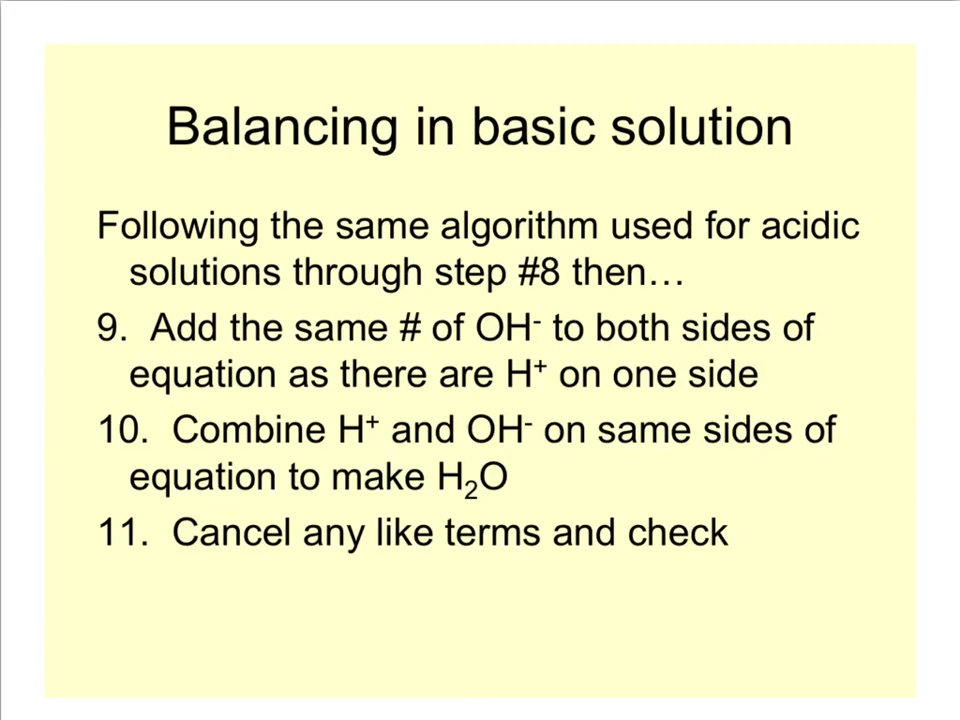 Balancing in basic solution
Following the same algorithm used for acidic
solutions through step #8 then…
9. Add the same # of OH⁻ to both sides of
equation as there are H⁺ on one side
10. Combine H⁺ and OH⁻ on same sides of
equation to make H₂O
11. Cancel any like terms and check